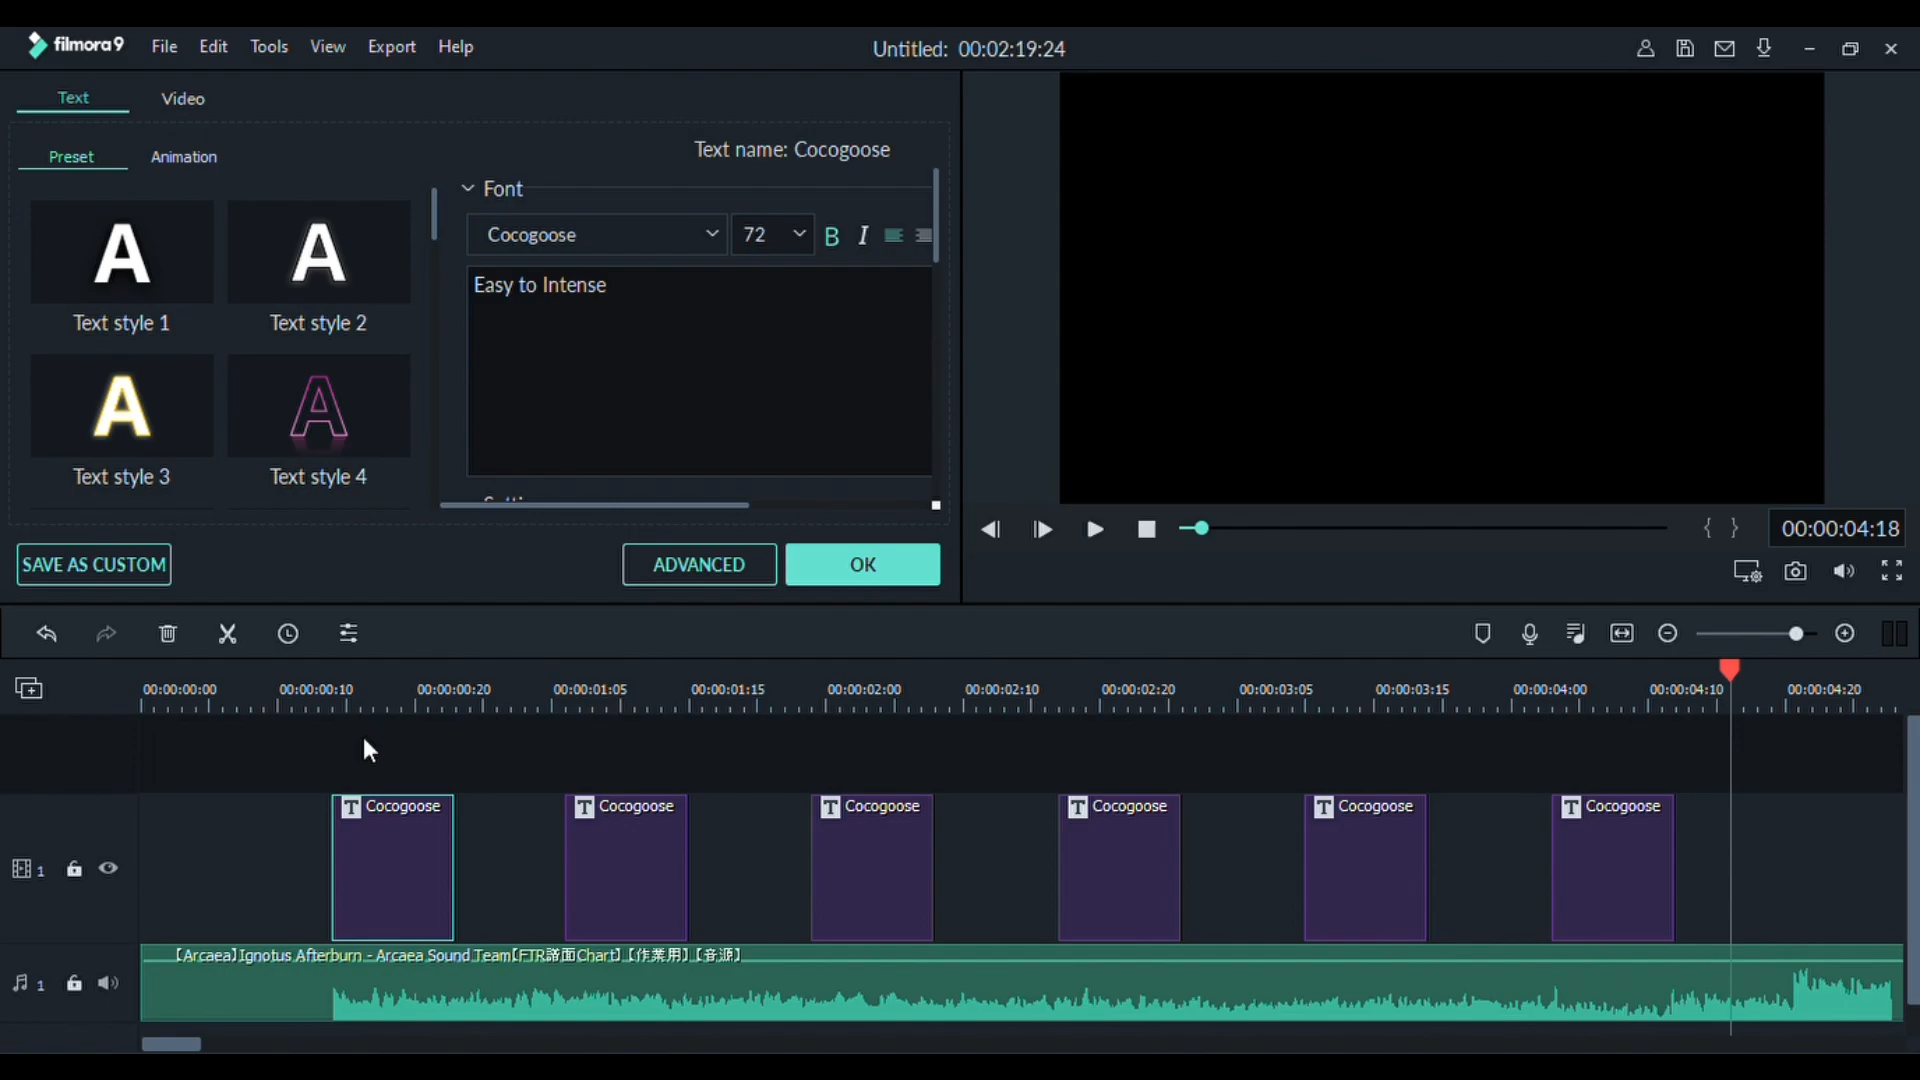 filmora9 File Edit Tools View Export Help
Untitled: 00:02:19:24
Text Video
Preset Animation
Text name: Cocogoose
Font
Cocogoose 72 B I
Easy to Intense
A A
Text style 1 Text style 2
A A
Text style 3 Text style 4
SAVE AS CUSTOM ADVANCED OK
{ } 00:00:04:18
00:00:00:00 00:00:00:10 00:00:00:20 00:00:01:05 00:00:01:15 00:00:02:00 00:00:02:10 00:00:02:20 00:00:03:05 00:00:03:15 00:00:04:00 00:00:04:10 00:00:04:20
T Cocogoose T Cocogoose T Cocogoose T Cocogoose T Cocogoose T Cocogoose
1
【Arcaea】Ignotus Afterburn - Arcaea Sound Team【FTR譜面Chart】【作業用】【音源】
1